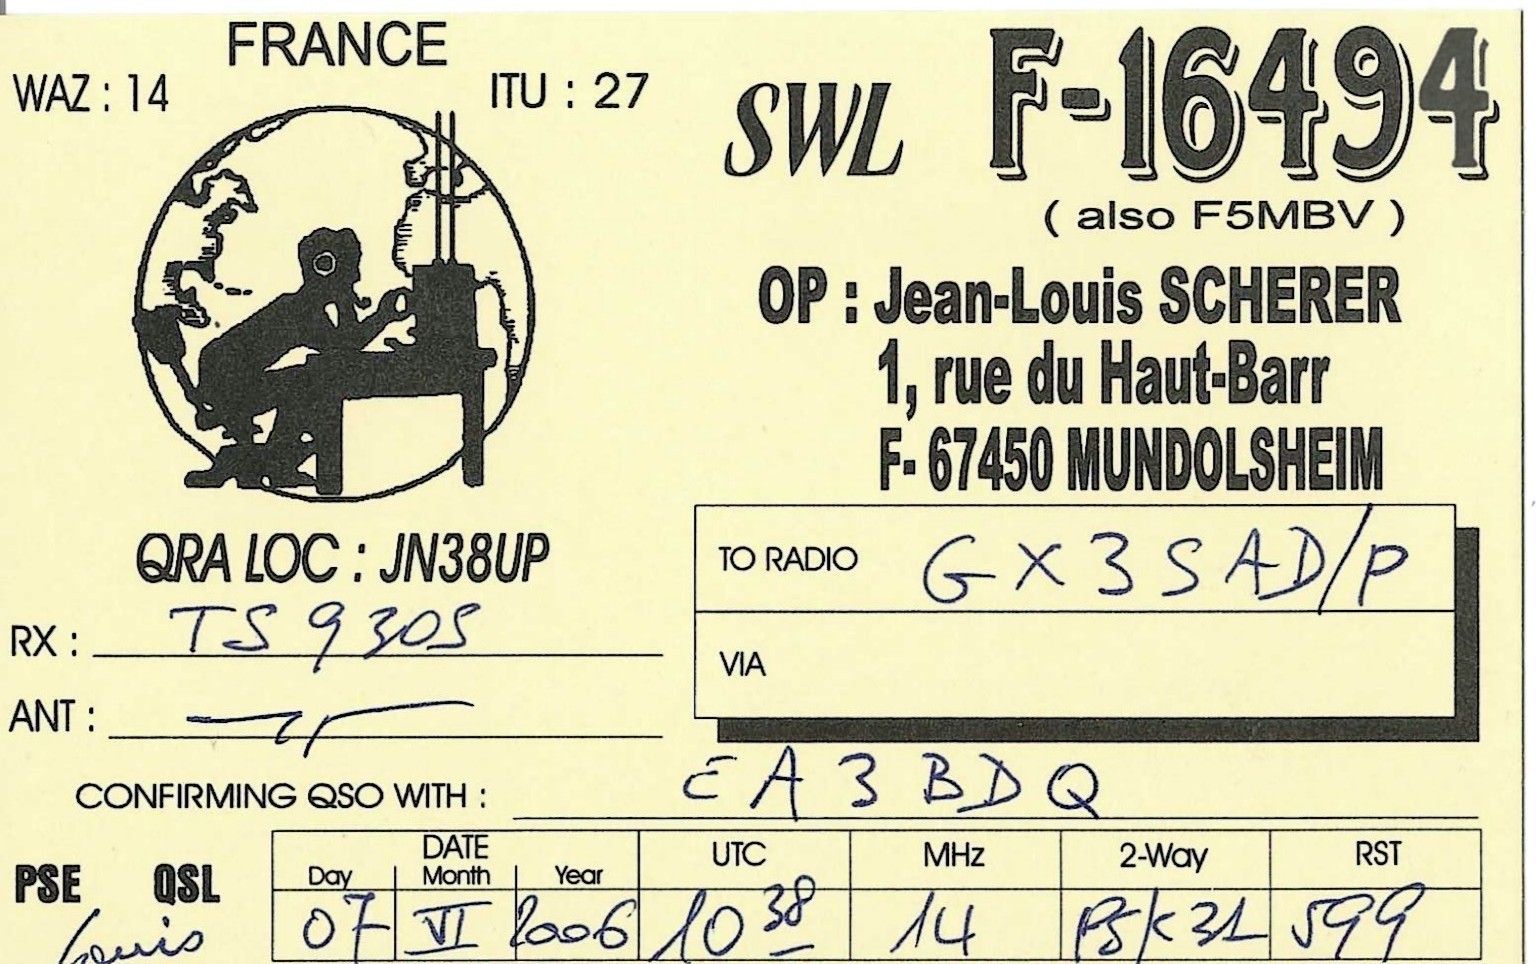 FRANCE
WAZ : 14
ITU : 27
SWL F-16494
( also F5MBV )
OP : Jean-Louis SCHERER
1, rue du Haut-Barr
F- 67450 MUNDOLSHEIM
QRA LOC : JN38UP
RX : TS 930S
ANT :
TO RADIO GX3SAD/P
VIA
CONFIRMING QSO WITH : EA3BDQ
PSE QSL
Louis
DATE UTC MHz 2-Way RST
Day Month Year
07 VI 2006 10 38 14 PSK31 599